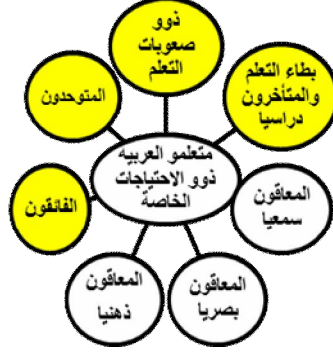 ذوو
صعوبات
التعلم
بطاء التعلم
والمتأخرون
دراسيا
المتوحدون
متعلمو العربيه
ذوو الاحتياجات
الخاصة
الفائقون
المعاقون
سمعيا
المعاقون
ذهنيا
المعاقون
بصريا